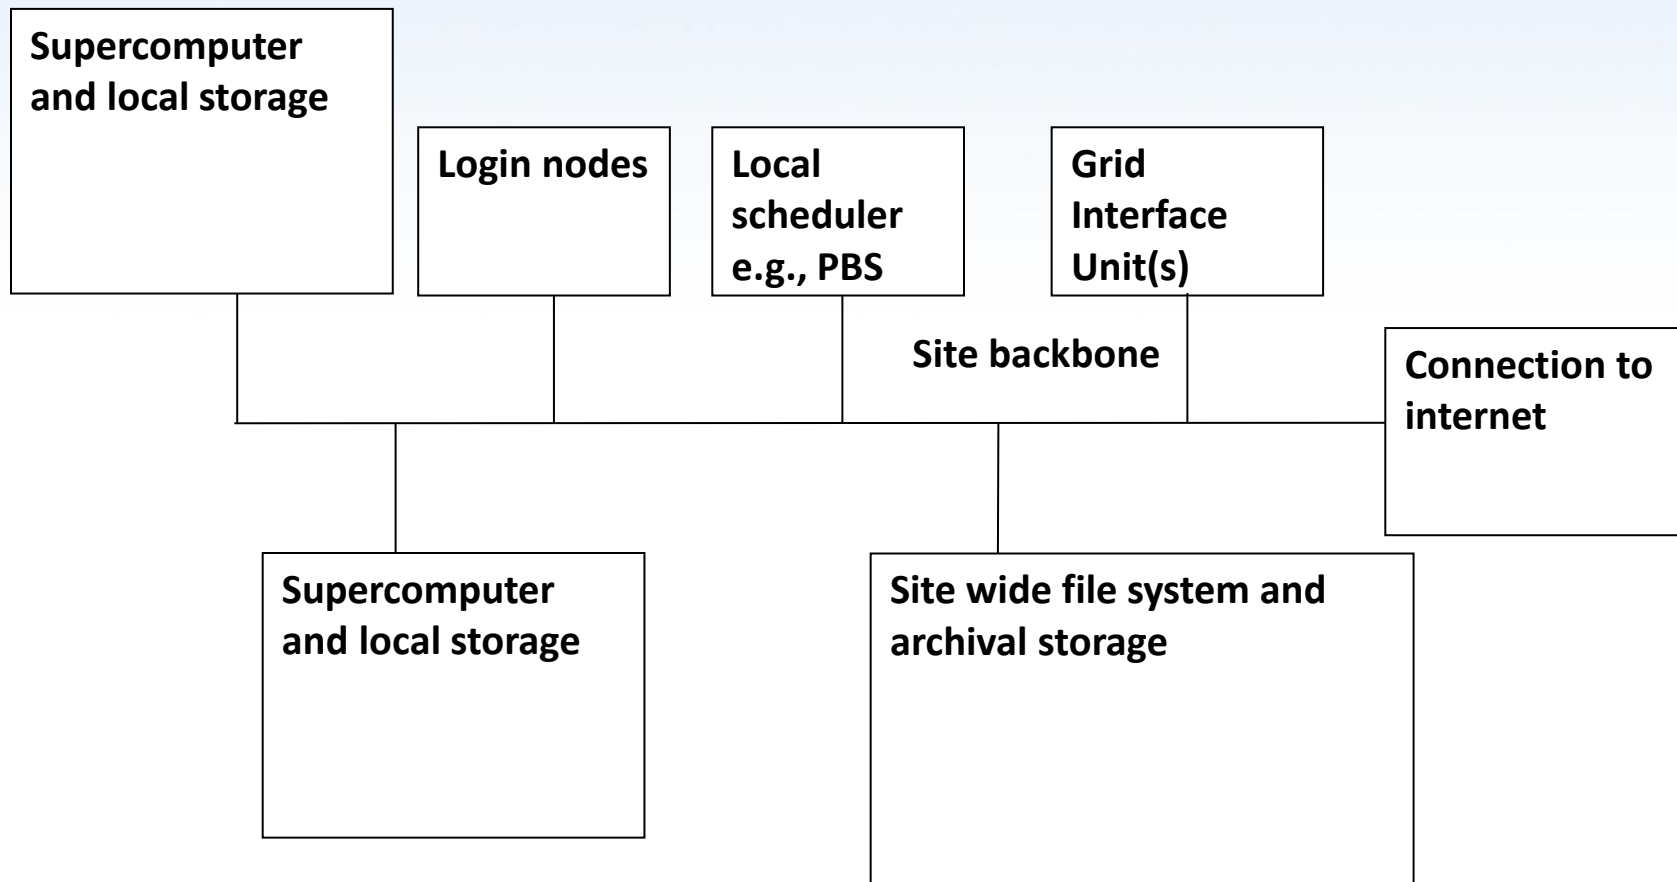 Supercomputer
and local storage
Login nodes
Local
scheduler
e.g., PBS
Grid
Interface
Unit(s)
Site backbone
Connection to
internet
Supercomputer
and local storage
Site wide file system and
archival storage